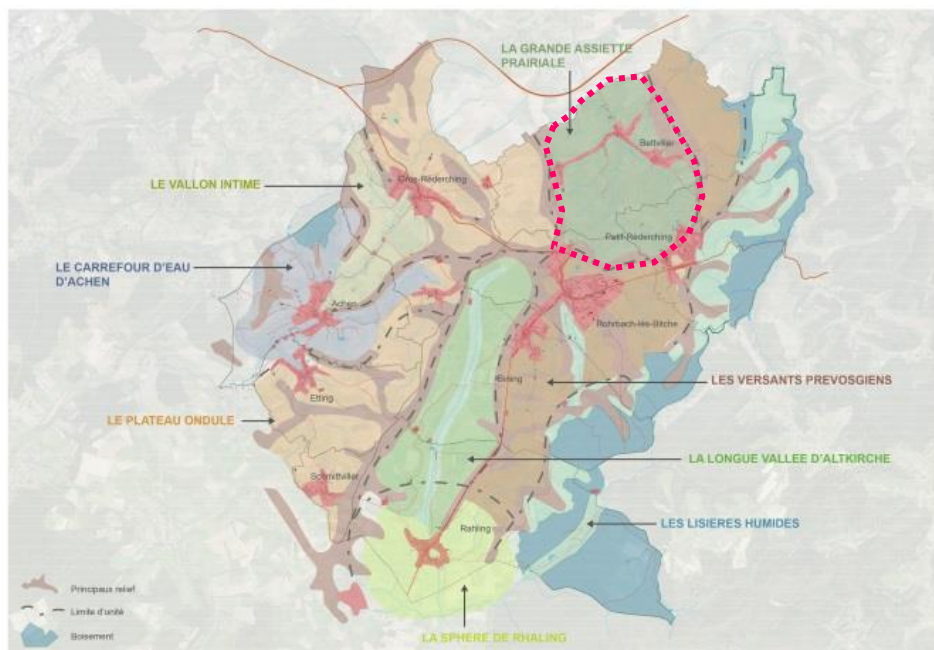 LA GRANDE ASSIETTE
PRAIRIALE
Bettviller
LE VALLON INTIME
Gros-Réderching
Petit-Réderching
LE CARREFOUR D'EAU
D'ACHEN
Achen
Rohrbach-lès-Bitche
Etting
Bining
LES VERSANTS PREVOSGIENS
LE PLATEAU ONDULE
LA LONGUE VALLEE D'ALTKIRCHE
Schmittviller
Rahling
LES LISIERES HUMIDES
Principaux relief
Limite d'unité
Boisement
LA SPHERE DE RHALING